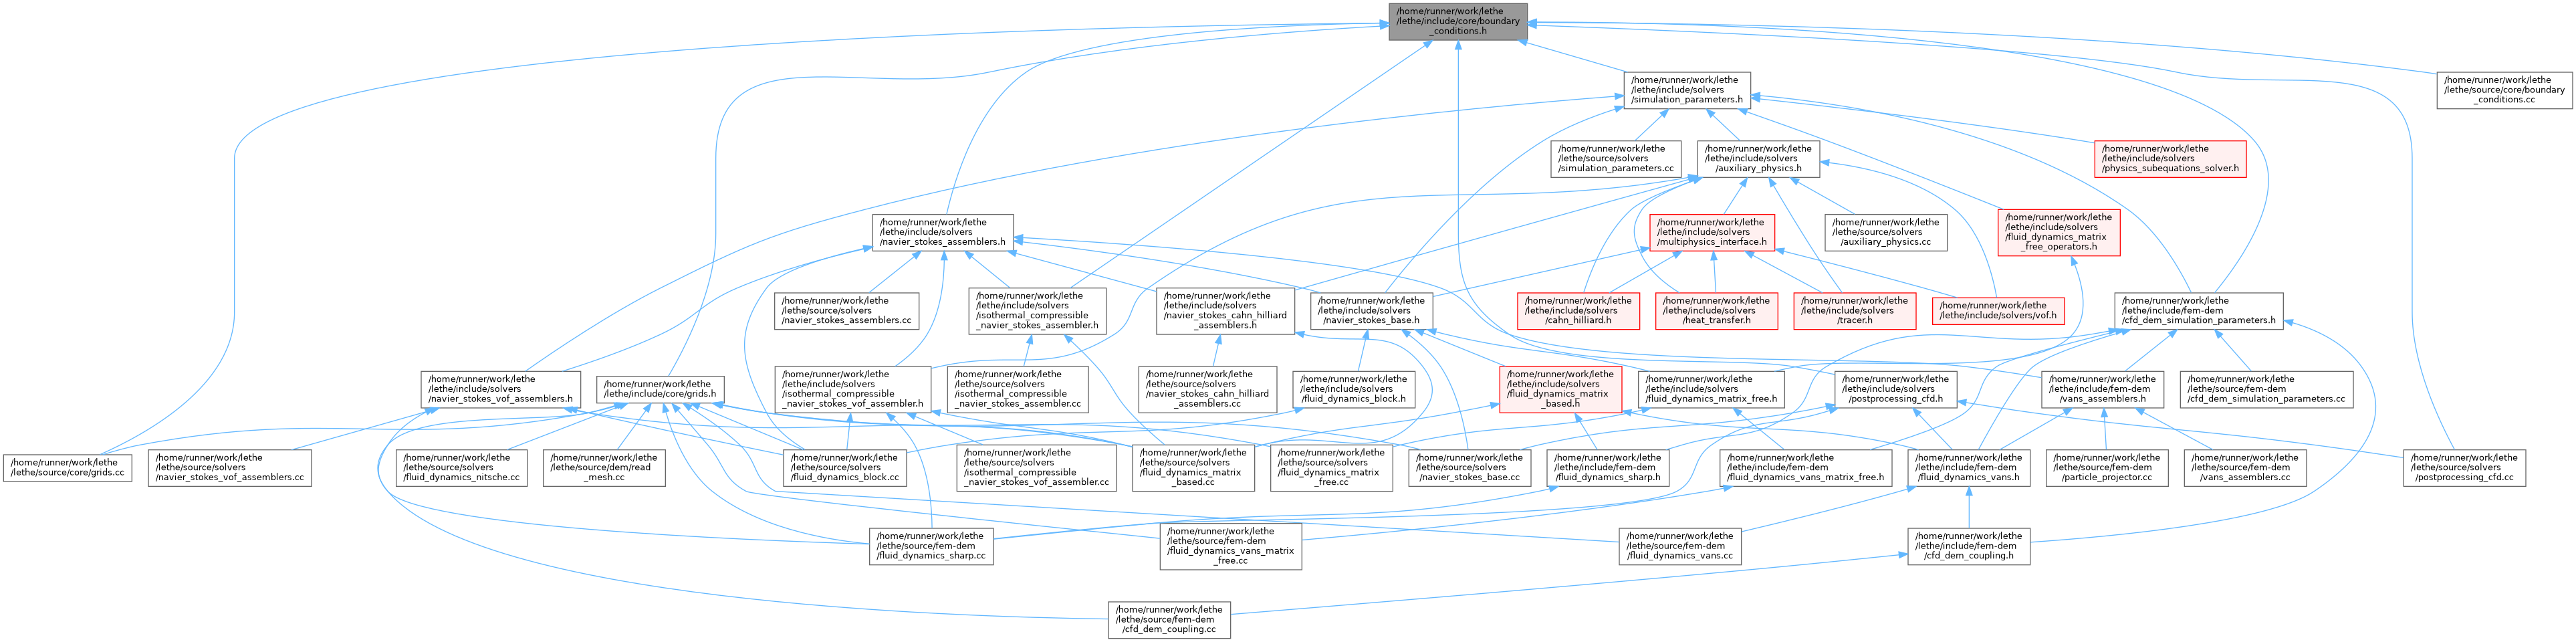 /home/runner/work/lethe
/lethe/include/core/boundary
_conditions.h
/home/runner/work/lethe
/lethe/include/solvers
/simulation_parameters.h
/home/runner/work/lethe
/lethe/source/core/boundary
_conditions.cc
/home/runner/work/lethe
/lethe/source/solvers
/simulation_parameters.cc
/home/runner/work/lethe
/lethe/include/solvers
/auxiliary_physics.h
/home/runner/work/lethe
/lethe/include/solvers
/physics_subequations_solver.h
/home/runner/work/lethe
/lethe/include/solvers
/navier_stokes_assemblers.h
/home/runner/work/lethe
/lethe/include/solvers
/multiphysics_interface.h
/home/runner/work/lethe
/lethe/source/solvers
/auxiliary_physics.cc
/home/runner/work/lethe
/lethe/include/solvers
/fluid_dynamics_matrix
_free_operators.h
/home/runner/work/lethe
/lethe/source/solvers
/navier_stokes_assemblers.cc
/home/runner/work/lethe
/lethe/include/solvers
/isothermal_compressible
_navier_stokes_assembler.h
/home/runner/work/lethe
/lethe/include/solvers
/navier_stokes_cahn_hilliard
_assemblers.h
/home/runner/work/lethe
/lethe/include/solvers
/navier_stokes_base.h
/home/runner/work/lethe
/lethe/include/solvers
/cahn_hilliard.h
/home/runner/work/lethe
/lethe/include/solvers
/heat_transfer.h
/home/runner/work/lethe
/lethe/include/solvers
/tracer.h
/home/runner/work/lethe
/lethe/include/solvers/vof.h
/home/runner/work/lethe
/lethe/include/fem-dem
/cfd_dem_simulation_parameters.h
/home/runner/work/lethe
/lethe/include/solvers
/navier_stokes_vof_assemblers.h
/home/runner/work/lethe
/lethe/include/core/grids.h
/home/runner/work/lethe
/lethe/include/solvers
/isothermal_compressible
_navier_stokes_vof_assembler.h
/home/runner/work/lethe
/lethe/source/solvers
/isothermal_compressible
_navier_stokes_assembler.cc
/home/runner/work/lethe
/lethe/source/solvers
/navier_stokes_cahn_hilliard
_assemblers.cc
/home/runner/work/lethe
/lethe/include/solvers
/fluid_dynamics_block.h
/home/runner/work/lethe
/lethe/include/solvers
/fluid_dynamics_matrix
_based.h
/home/runner/work/lethe
/lethe/include/solvers
/fluid_dynamics_matrix_free.h
/home/runner/work/lethe
/lethe/include/solvers
/postprocessing_cfd.h
/home/runner/work/lethe
/lethe/include/fem-dem
/vans_assemblers.h
/home/runner/work/lethe
/lethe/source/fem-dem
/cfd_dem_simulation_parameters.cc
/home/runner/work/lethe
/lethe/source/core/grids.cc
/home/runner/work/lethe
/lethe/source/solvers
/navier_stokes_vof_assemblers.cc
/home/runner/work/lethe
/lethe/source/solvers
/fluid_dynamics_nitsche.cc
/home/runner/work/lethe
/lethe/source/dem/read
_mesh.cc
/home/runner/work/lethe
/lethe/source/solvers
/fluid_dynamics_block.cc
/home/runner/work/lethe
/lethe/source/solvers
/isothermal_compressible
_navier_stokes_vof_assembler.cc
/home/runner/work/lethe
/lethe/source/solvers
/fluid_dynamics_matrix
_based.cc
/home/runner/work/lethe
/lethe/source/solvers
/fluid_dynamics_matrix
_free.cc
/home/runner/work/lethe
/lethe/source/solvers
/navier_stokes_base.cc
/home/runner/work/lethe
/lethe/include/fem-dem
/fluid_dynamics_sharp.h
/home/runner/work/lethe
/lethe/include/fem-dem
/fluid_dynamics_vans_matrix_free.h
/home/runner/work/lethe
/lethe/include/fem-dem
/fluid_dynamics_vans.h
/home/runner/work/lethe
/lethe/source/fem-dem
/particle_projector.cc
/home/runner/work/lethe
/lethe/source/fem-dem
/vans_assemblers.cc
/home/runner/work/lethe
/lethe/source/solvers
/postprocessing_cfd.cc
/home/runner/work/lethe
/lethe/source/fem-dem
/fluid_dynamics_sharp.cc
/home/runner/work/lethe
/lethe/source/fem-dem
/fluid_dynamics_vans_matrix
_free.cc
/home/runner/work/lethe
/lethe/source/fem-dem
/fluid_dynamics_vans.cc
/home/runner/work/lethe
/lethe/include/fem-dem
/cfd_dem_coupling.h
/home/runner/work/lethe
/lethe/source/fem-dem
/cfd_dem_coupling.cc